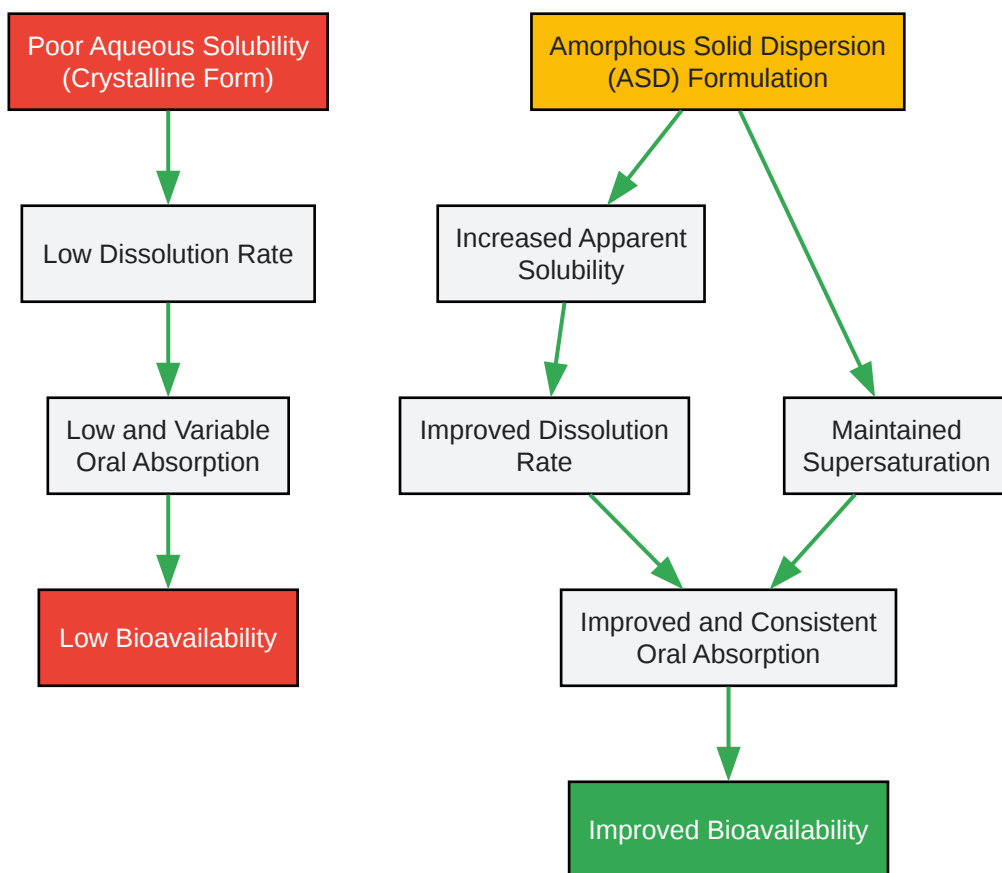 Poor Aqueous Solubility
(Crystalline Form)
Low Dissolution Rate
Low and Variable
Oral Absorption
Low Bioavailability
Amorphous Solid Dispersion
(ASD) Formulation
Increased Apparent
Solubility
Improved Dissolution
Rate
Maintained
Supersaturation
Improved and Consistent
Oral Absorption
Improved Bioavailability